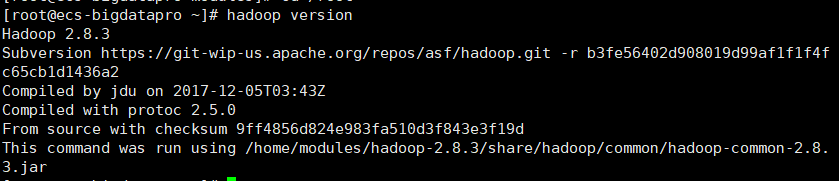 [root@ecs-bigdatapro ~]# hadoop version
Hadoop 2.8.3
Subversion https://git-wip-us.apache.org/repos/asf/hadoop.git -r b3fe56402d908019d99af1f1f4f
c65cb1d1436a2
Compiled by jdu on 2017-12-05T03:43Z
Compiled with protoc 2.5.0
From source with checksum 9ff4856d824e983fa510d3f843e3f19d
This command was run using /home/modules/hadoop-2.8.3/share/hadoop/common/hadoop-common-2.8.
3.jar